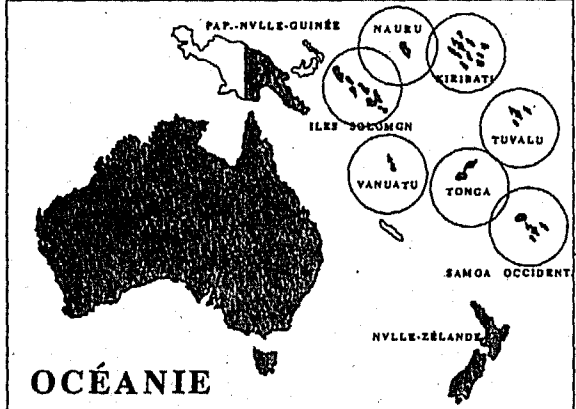 PAP.-NVLLE-GUINÉE
NAURU
KIRIBATI
ILES SOLOMON
TUVALU
VANUATU
TONGA
SAMOA OCCIDENT.
NVLLE-ZÉLANDE
OCÉANIE